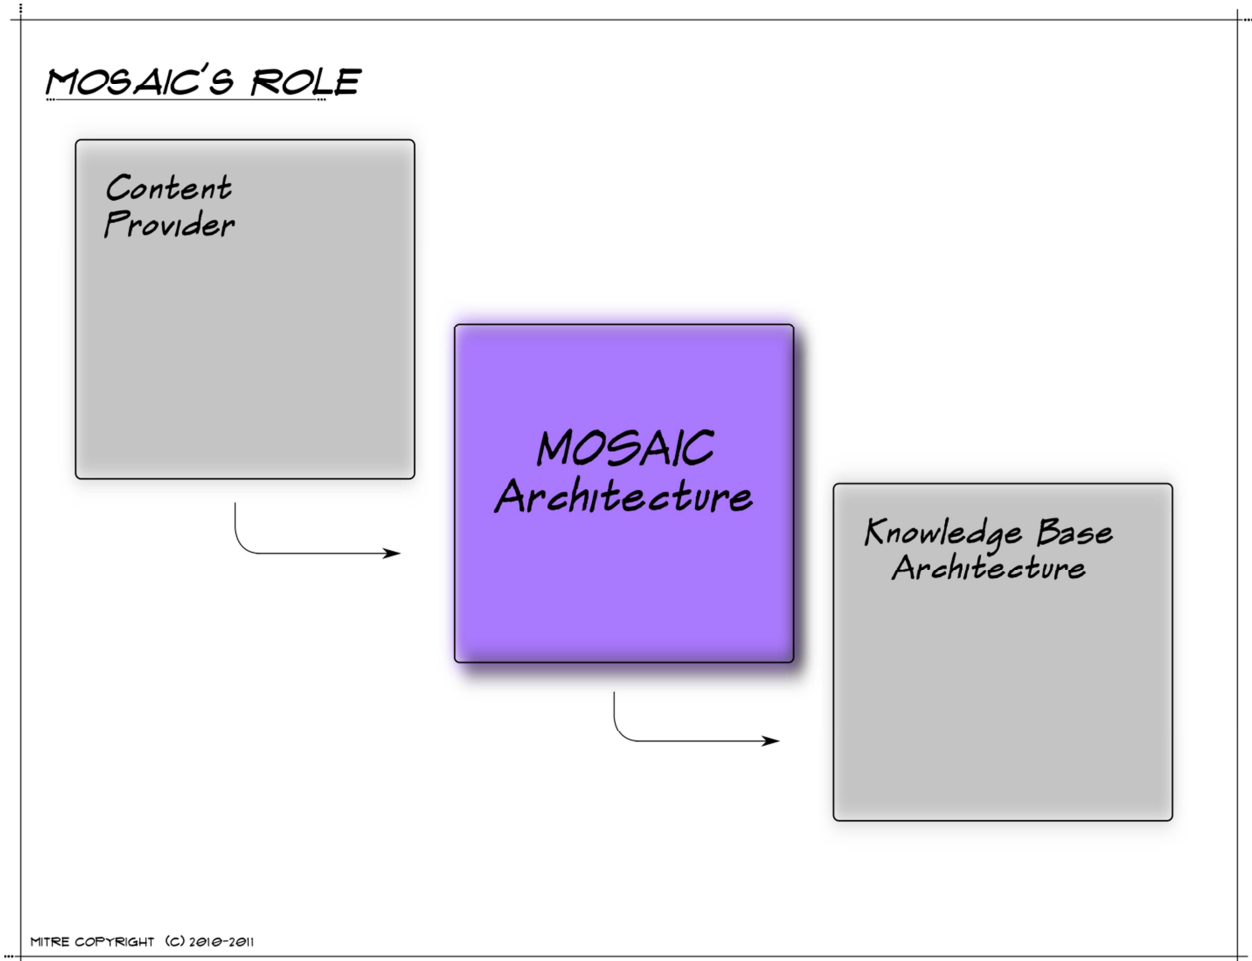 MOSAIC'S ROLE
Content
Provider
MOSAIC
Architecture
Knowledge Base
Architecture
MITRE COPYRIGHT (C) 2010-2011